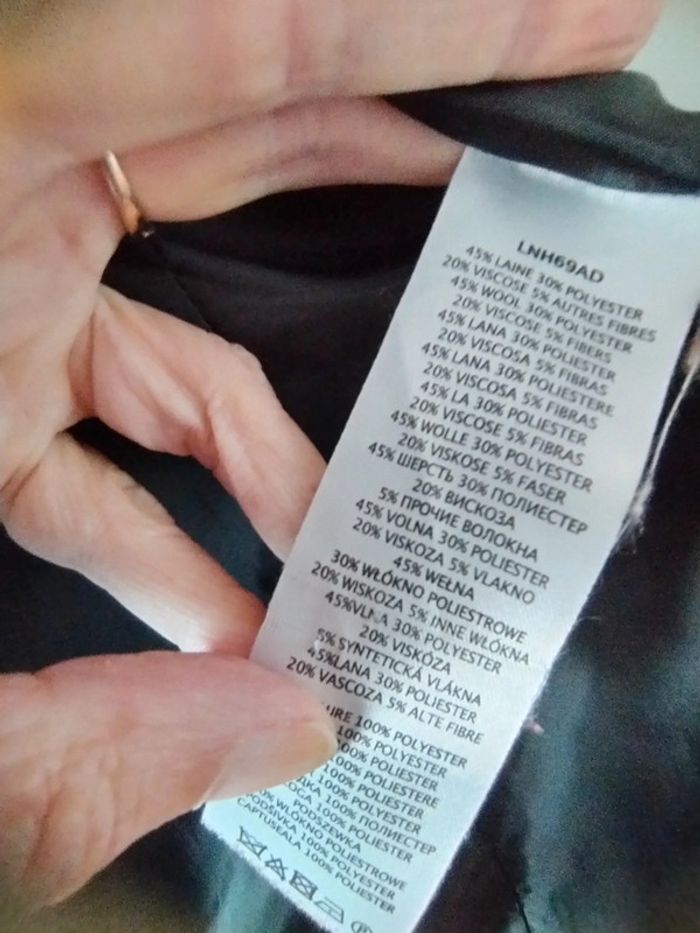 LNH69AD
45% LAINE 30% POLYESTER
20% VISCOSE 5% AUTRES FIBRES
45% WOOL 30% POLYESTER
20% VISCOSE 5% FIBERS
45% LANA 30% POLIESTER
20% VISCOSA 5% FIBRAS
45% LANA 30% POLIESTERE
20% VISCOSA 5% FIBRAS
45% LA 30% POLIESTER
20% VISCOSE 5% FIBRAS
45% WOLLE 30% POLYESTER
20% VISKOSE 5% FASER
45% ШЕРСТЬ 30% ПОЛИЕСТЕР
20% ВИСКОЗА
5% ПРОЧИЕ ВОЛОКНА
45% VOLNA 30% POLIESTER
20% VISKOZA 5% VLAKNO
45% WEŁNA
30% WŁÓKNO POLIESTROWE
20% WISKOZA 5% INNE WŁÓKNA
30% POLYESTER
20% VISKÓZA
5% SYNTETICKÁ VLÁKNA
45%LANA 30% POLIESTER
20% VASCOZA 5% ALTE FIBRE
100% POLYESTER
100% POLYESTER
100% POLIESTER
100% POLIESTERE
100% POLIESTER
100% POLYESTER
100% ПОЛИЕСТЕР
100% POLIESTER
PODSZEWKA
WŁÓKNO POLIESTROWE
PODSIVKA 100% POLYESTER
CAPTUSEALA 100% POLIESTER